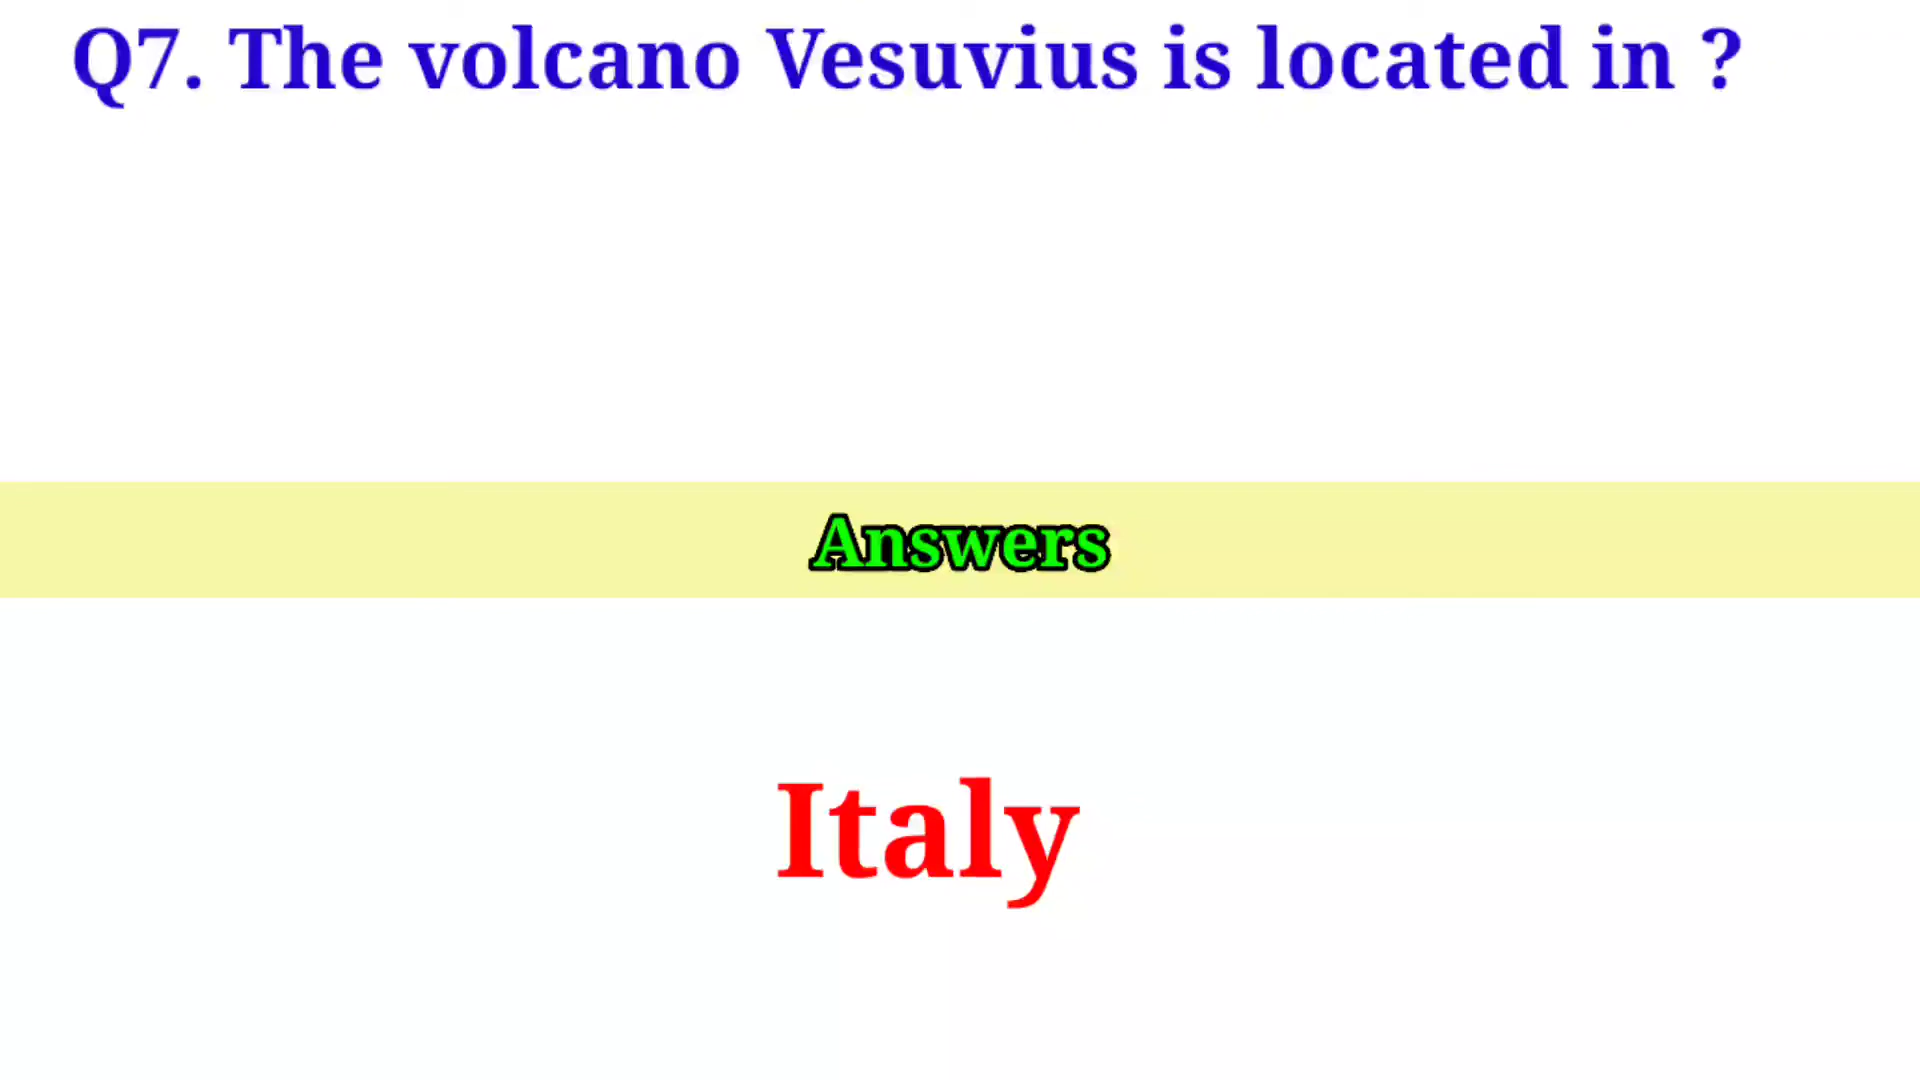 Q7. The volcano Vesuvius is located in ?
Answers
Italy